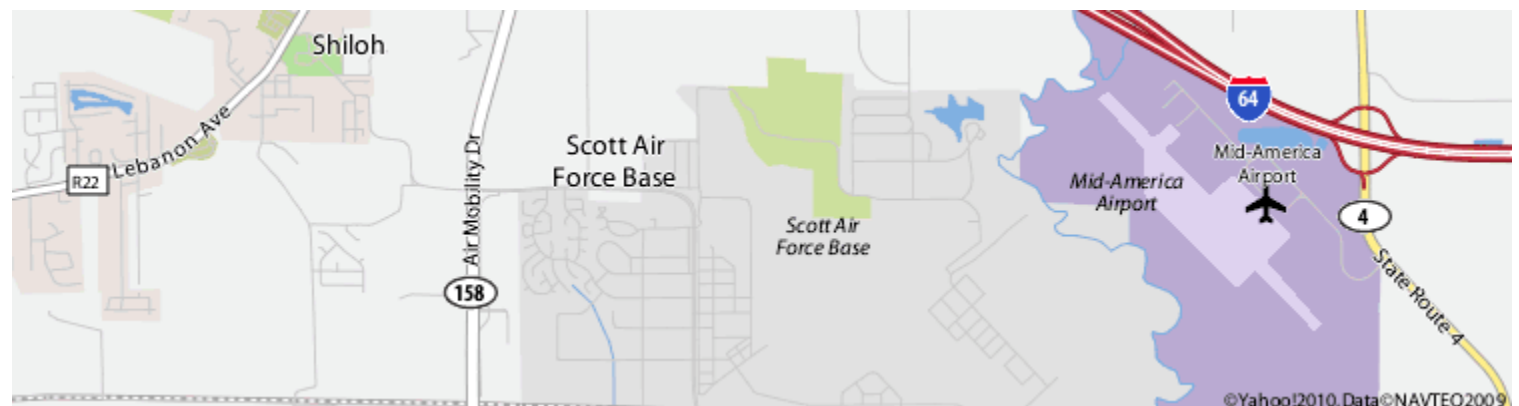 Shiloh
64
Lebanon Ave
R22
Air Mobility Dr
Scott Air
Force Base
Mid-America
Airport
Mid-America
Airport
4
Scott Air
Force Base
State Route 4
158
©Yahoo!2010, Data©NAVTEQ2009